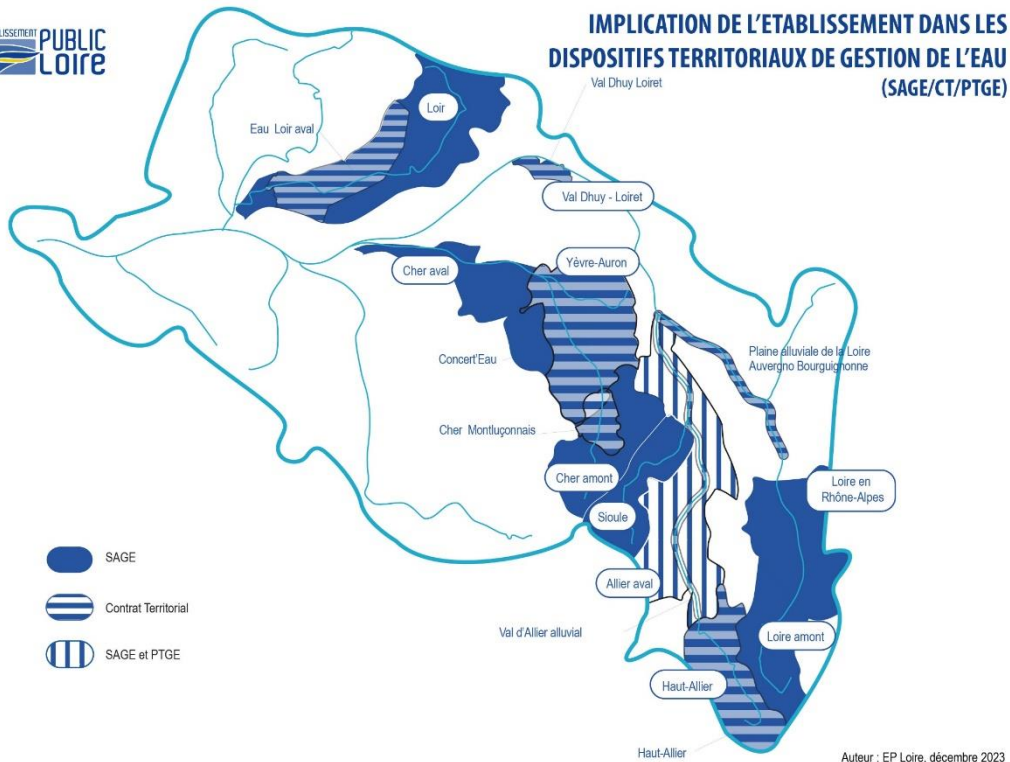 LISSEMENT PUBLIC
Loire
IMPLICATION DE L'ETABLISSEMENT DANS LES
DISPOSITIFS TERRITORIAUX DE GESTION DE L'EAU
(SAGE/CT/PTGE)
Val Dhuy Loiret
Loir
Eau Loir aval
Val Dhuy - Loiret
Yèvre-Auron
Cher aval
Concert'Eau
Plaine alluviale de la Loire
Auvergno Bourguignonne
Cher Montluçonnais
Cher amont
Loire en
Rhône-Alpes
Sioule
Allier aval
Val d'Allier alluvial
Loire amont
Haut-Allier
Haut-Allier
SAGE
Contrat Territorial
SAGE et PTGE
Auteur : EP Loire, décembre 2023